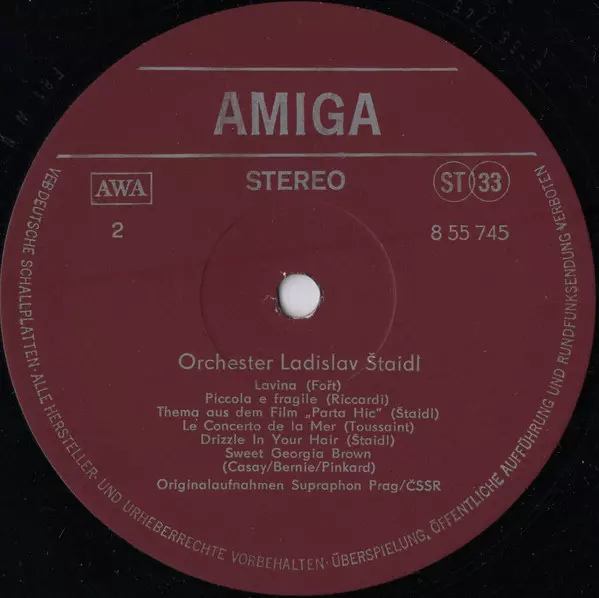 AMIGA
AWA
STEREO
ST 33
2
8 55 745
Orchester Ladislav Štaidl
Lavina (Fořt)
Piccola e fragile (Riccardi)
Thema aus dem Film „Parta Hic" (Štaidl)
Le Concerto de la Mer (Toussaint)
Drizzle In Your Hair (Štaidl)
Sweet Georgia Brown
(Casay/Bernie/Pinkard)
Originalaufnahmen Supraphon Prag/ČSSR
VEB DEUTSCHE SCHALLPLATTEN · ALLE HERSTELLER- UND URHEBERRECHTE VORBEHALTEN · ÜBERSPIELUNG, ÖFFENTLICHE AUFFÜHRUNG UND RUNDFUNKSENDUNG VERBOTEN